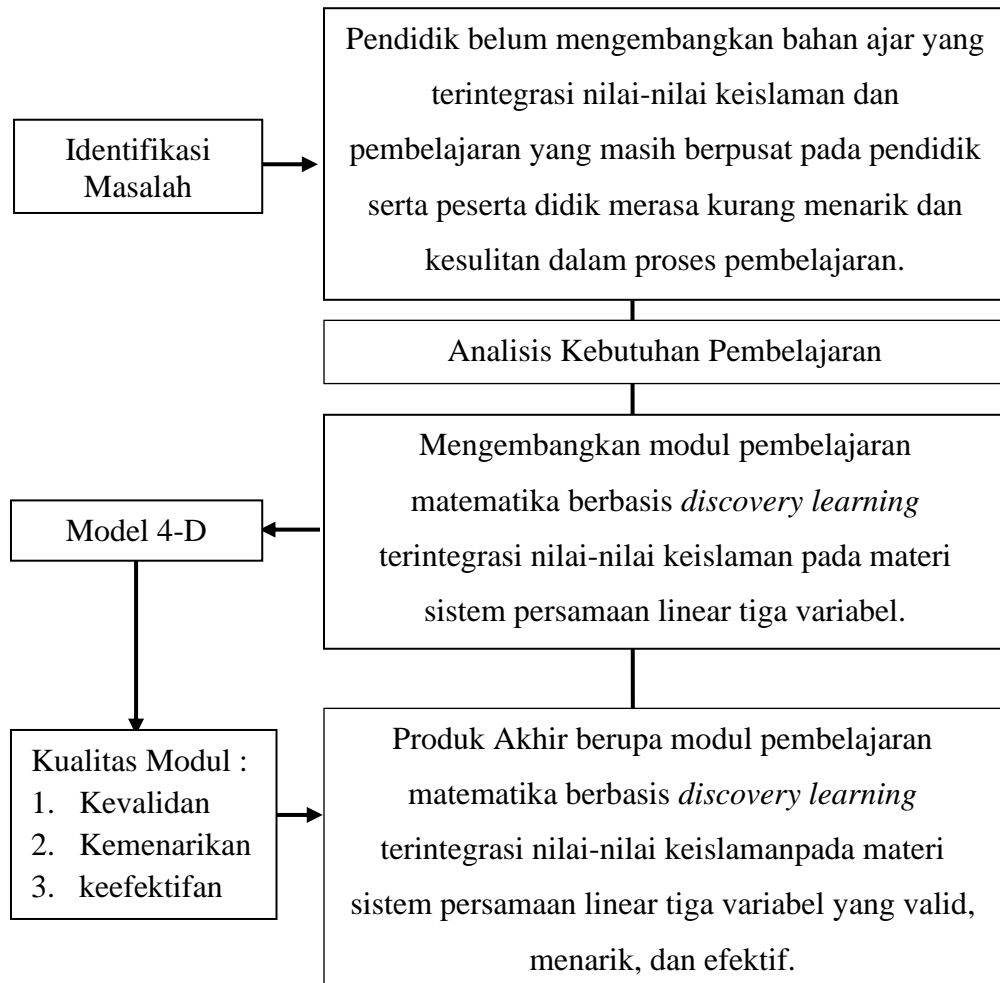 Identifikasi
Masalah
Pendidik belum mengembangkan bahan ajar yang
terintegrasi nilai-nilai keislaman dan
pembelajaran yang masih berpusat pada pendidik
serta peserta didik merasa kurang menarik dan
kesulitan dalam proses pembelajaran.
Analisis Kebutuhan Pembelajaran
Mengembangkan modul pembelajaran
matematika berbasis discovery learning
terintegrasi nilai-nilai keislaman pada materi
sistem persamaan linear tiga variabel.
Model 4-D
Kualitas Modul :
1. Kevalidan
2. Kemenarikan
3. keefektifan
Produk Akhir berupa modul pembelajaran
matematika berbasis discovery learning
terintegrasi nilai-nilai keislamanpada materi
sistem persamaan linear tiga variabel yang valid,
menarik, dan efektif.